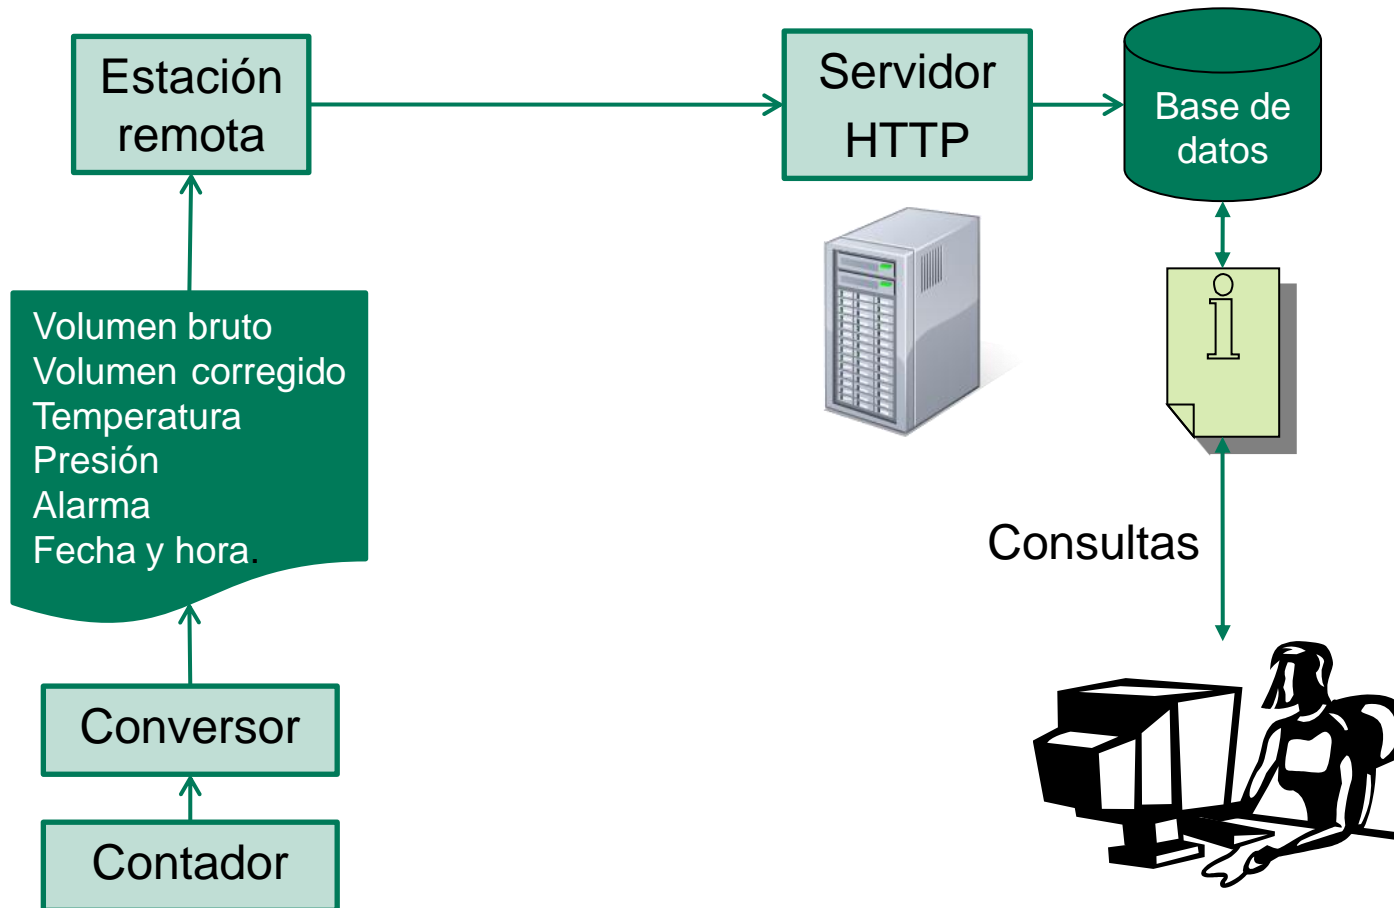 Estación
remota
Servidor
HTTP
Base de
datos
Volumen bruto
Volumen corregido
Temperatura
Presión
Alarma
Fecha y hora.
i
Consultas
Conversor
Contador